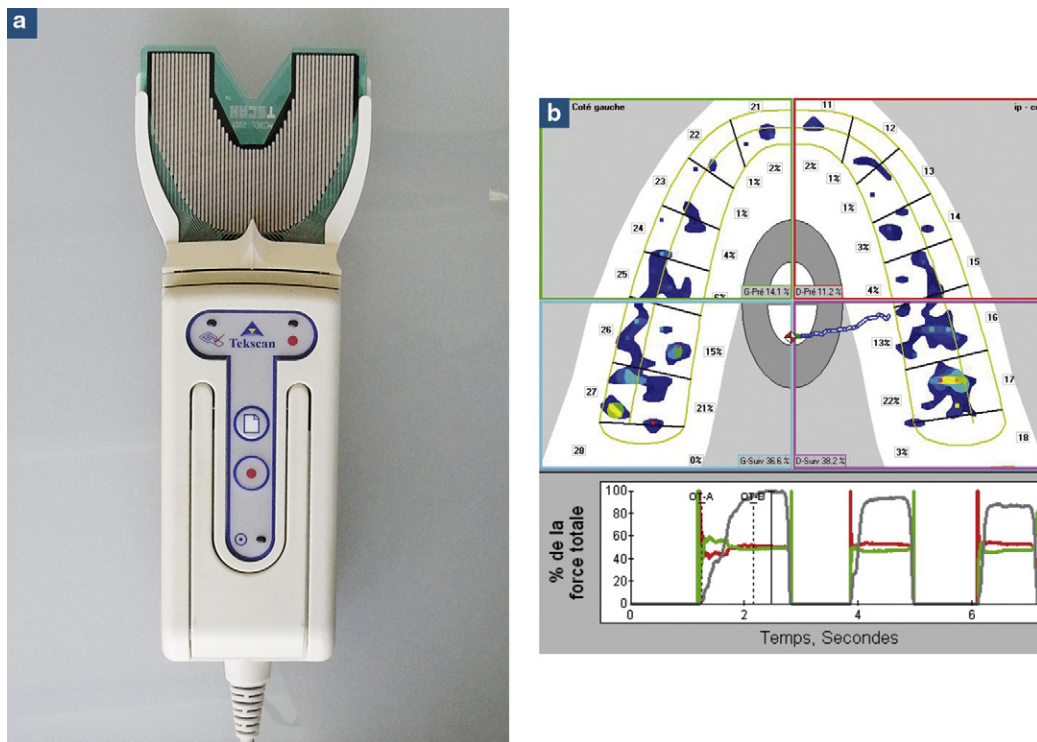 a
TEKSCAN
Tekscan
b
Coté gauche
21
11
ip - co
22
12
2%
2%
23
1%
1%
13
24
1%
1%
14
4%
3%
25
4%
15
G-Pré 14.1 %
D-Pré 11.2 %
26
16
15%
13%
27
17
21%
22%
28
0%
G-Suiv 36.6 %
D-Suiv 38.2 %
3%
18
% de la
force totale
100
80
60
40
20
0
OT-A
OT-B
0
2
4
6
Temps, Secondes